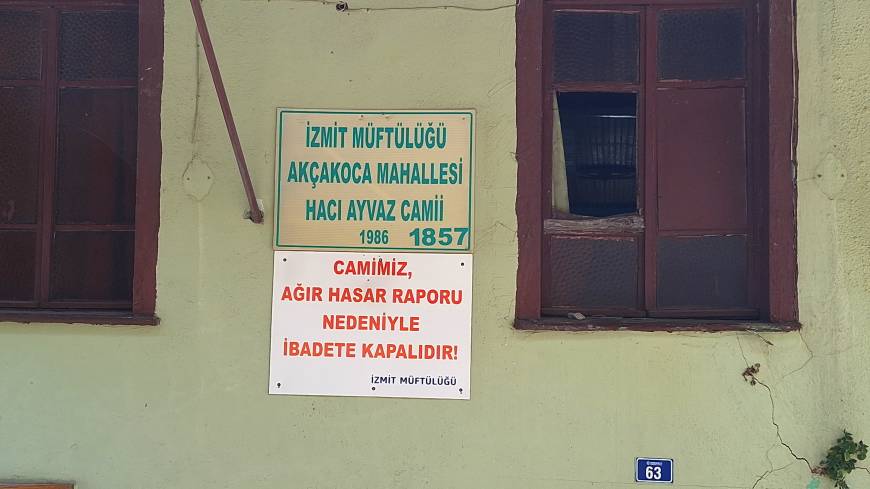 İZMİT MÜFTÜLÜĞÜ
AKÇAKOCA MAHALLESİ
HACI AYVAZ CAMİİ
1986 1857
CAMİMİZ,
AĞIR HASAR RAPORU
NEDENİYLE
İBADETE KAPALIDIR!
İZMİT MÜFTÜLÜĞÜ
63